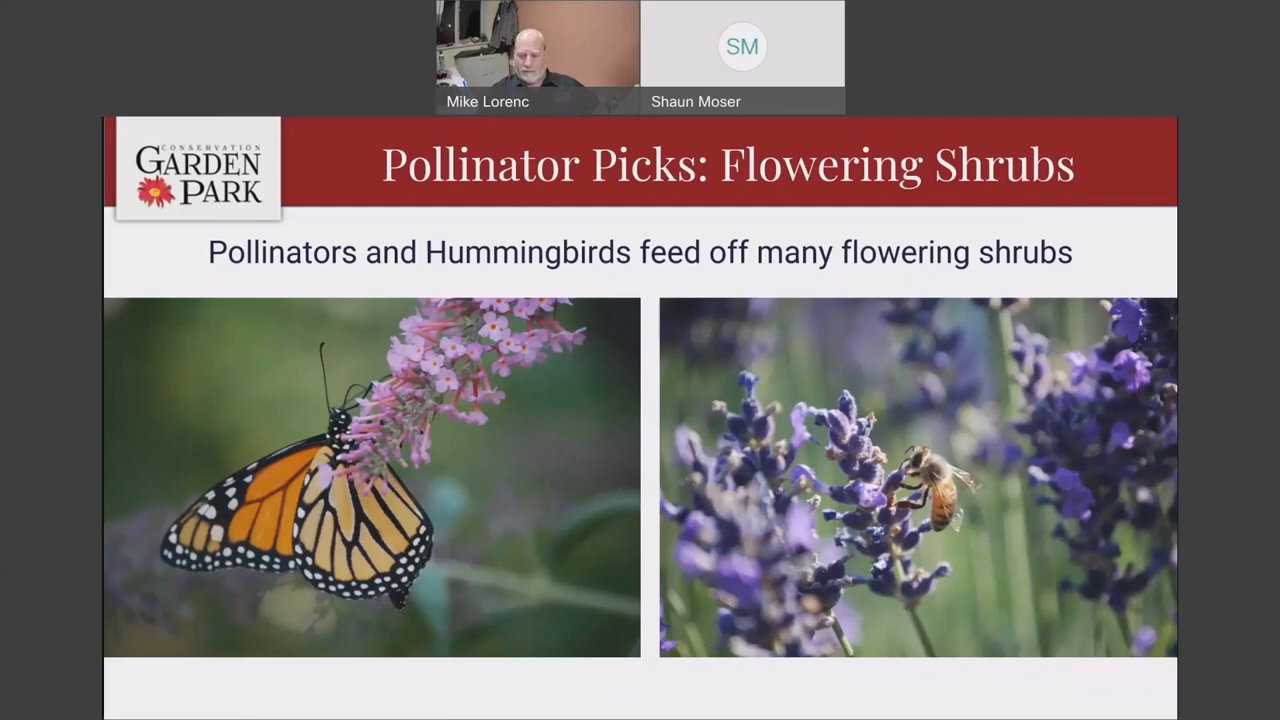 SM
Mike Lorenc
Shaun Moser
CONSERVATION
GARDEN
PARK
Pollinator Picks: Flowering Shrubs
Pollinators and Hummingbirds feed off many flowering shrubs